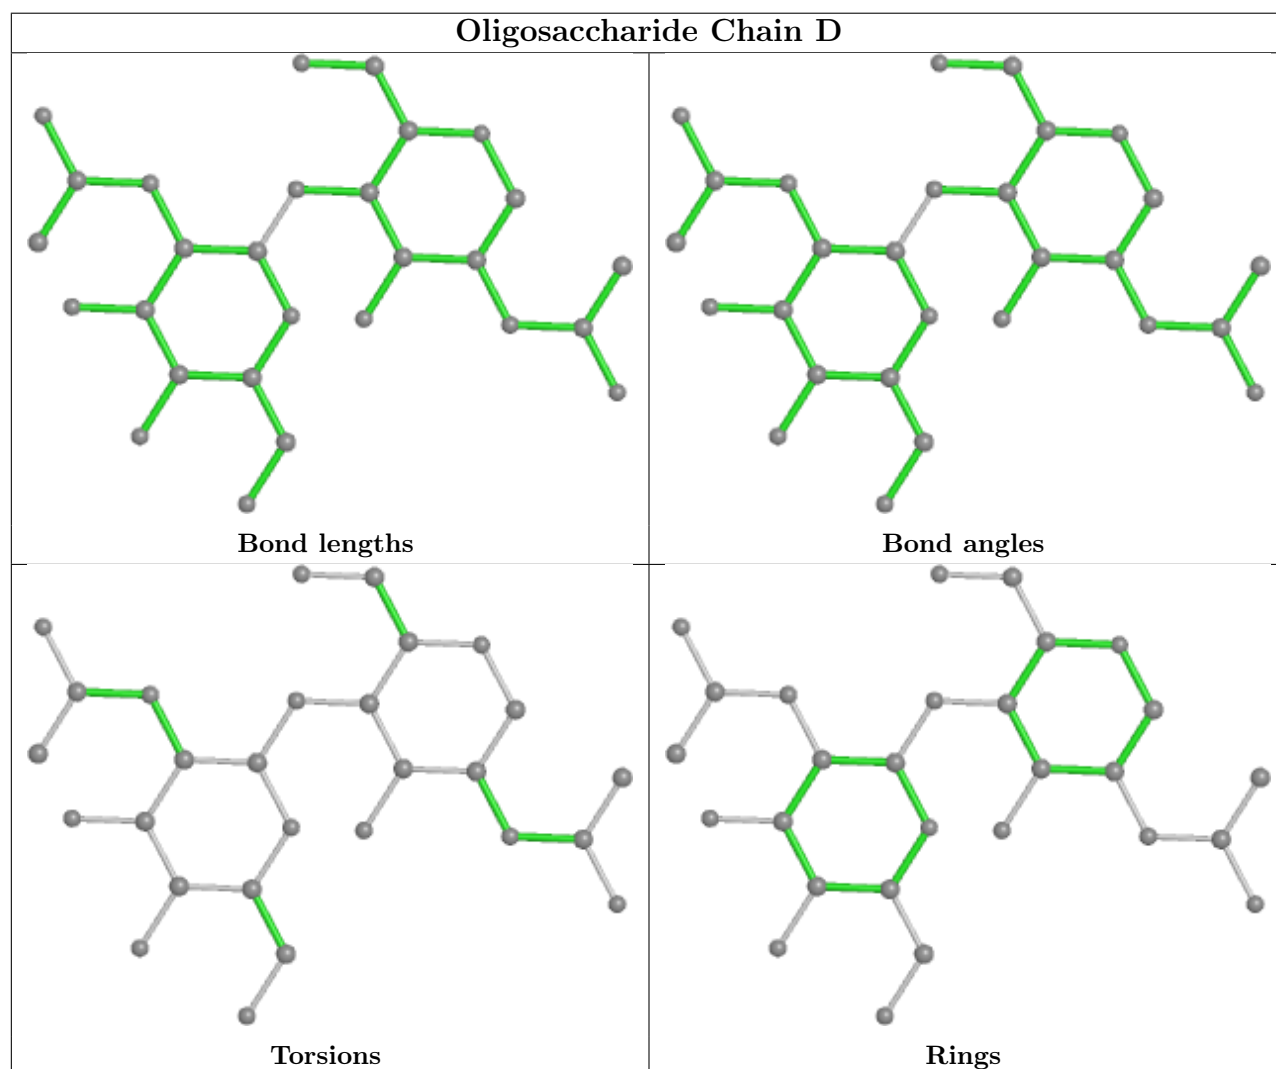 Oligosaccharide Chain D
Bond lengths
Bond angles
Torsions
Rings